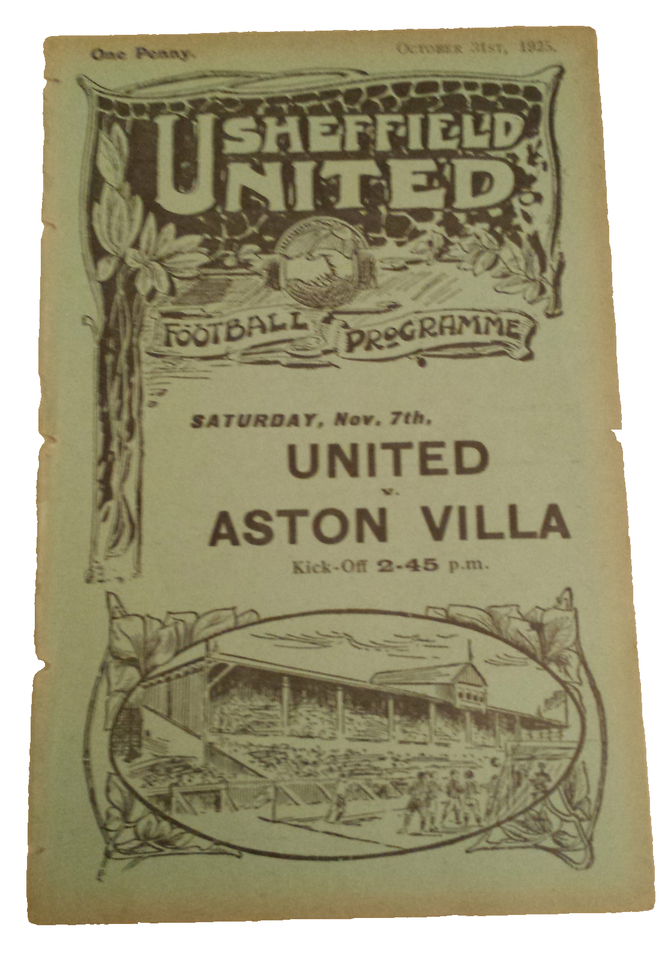 One Penny.
OCTOBER 31ST, 1925.
SHEFFIELD
UNITED
FOOTBALL PROGRAMME
SATURDAY, Nov. 7th,
UNITED
v.
ASTON VILLA
Kick-Off 2-45 p.m.